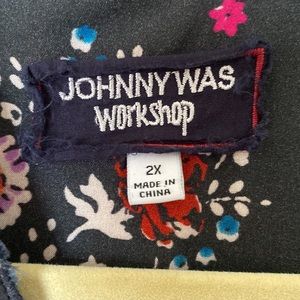 JOHNNY WAS
WORKSHOP
2X
MADE IN
CHINA